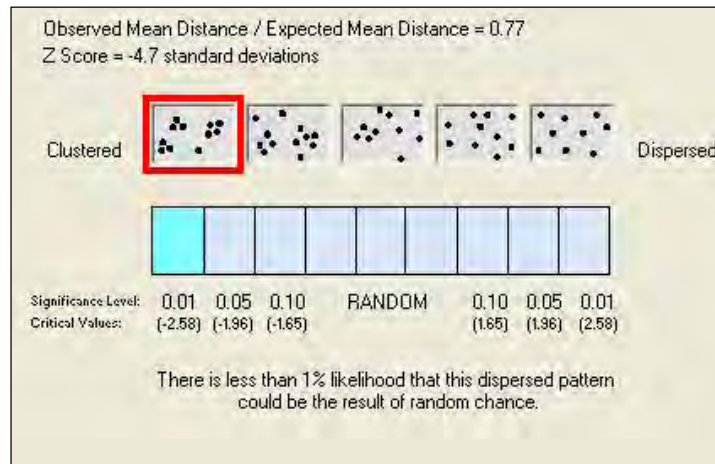 Observed Mean Distance / Expected Mean Distance = 0.77
Z Score = -4.7 standard deviations
Clustered Dispersed
Significance Level: 0.01 0.05 0.10 RANDOM 0.10 0.05 0.01
Critical Values: (-2.58) (-1.96) (-1.65) (1.65) (1.96) (2.58)
There is less than 1% likelihood that this dispersed pattern
could be the result of random chance.